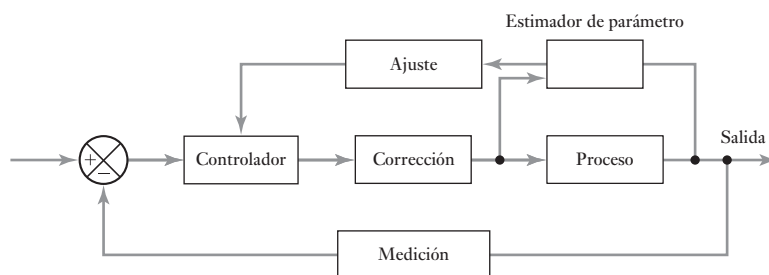 Estimador de parámetro
Ajuste
Salida
+
−
Controlador
Corrección
Proceso
Medición